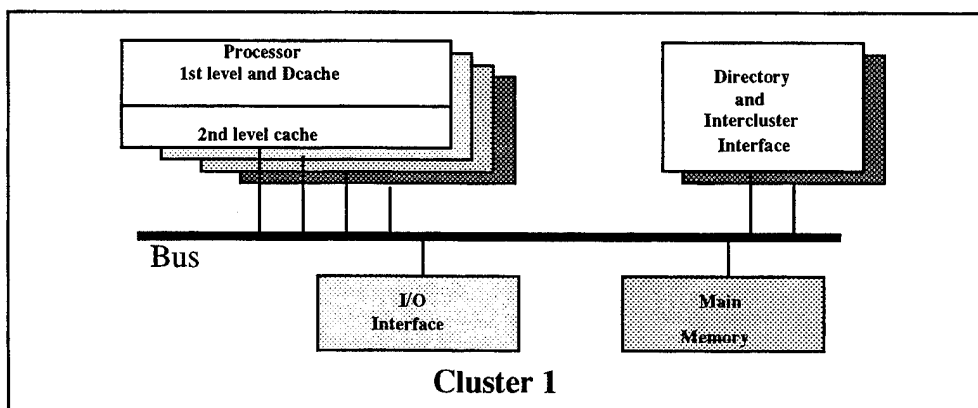 Processor
1st level and Dcache
2nd level cache
Directory
and
Intercluster
Interface
Bus
I/O
Interface
Main
Memory
Cluster 1